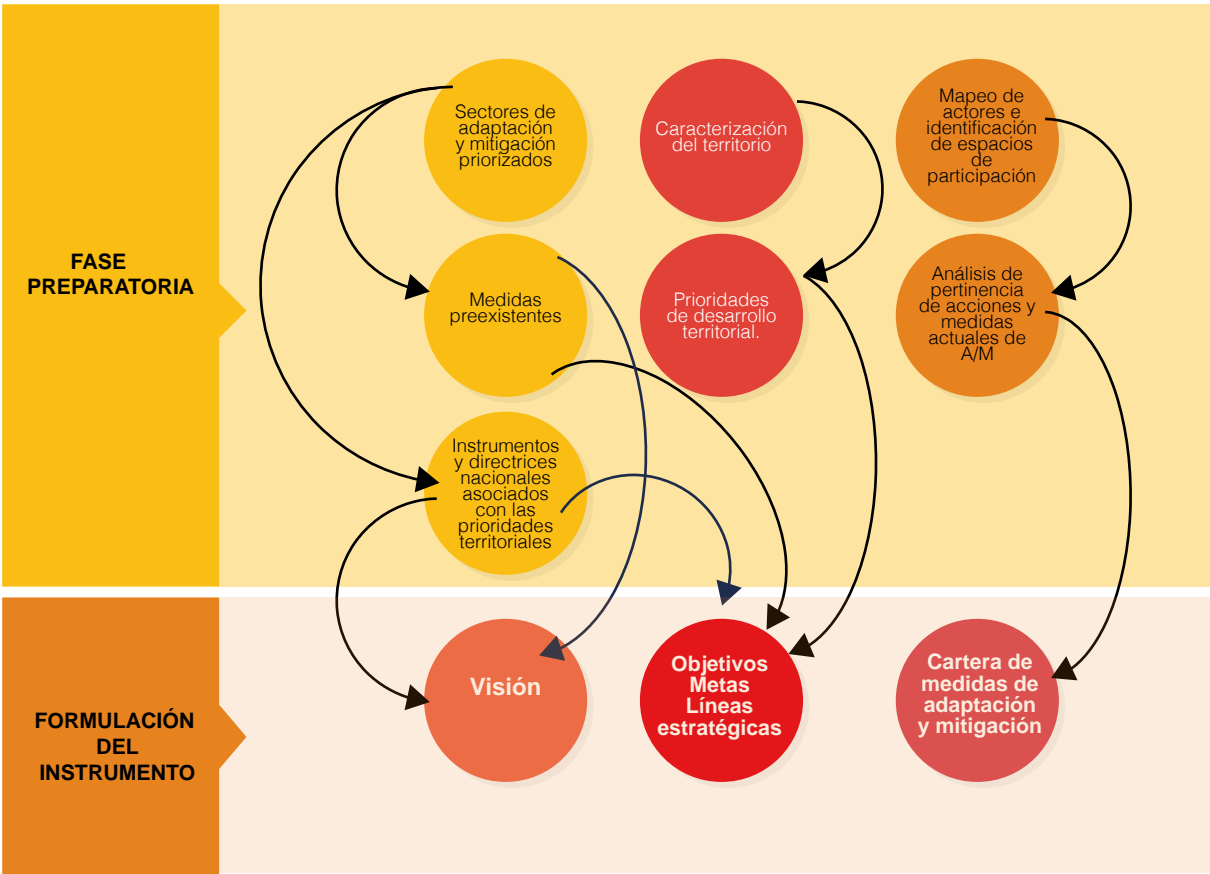 FASE
PREPARATORIA
Sectores de
adaptación
y mitigación
priorizados
Caracterización
del territorio
Mapeo de
actores e
identificación
de espacios
de
participación
Medidas
preexistentes
Prioridades
de desarrollo
territorial.
Análisis de
pertinencia
de acciones y
medidas
actuales de
A/M
Instrumentos
y directrices
nacionales
asociados
con las
prioridades
territoriales
FORMULACIÓN
DEL
INSTRUMENTO
Visión
Objetivos
Metas
Líneas
estratégicas
Cartera de
medidas de
adaptación
y mitigación